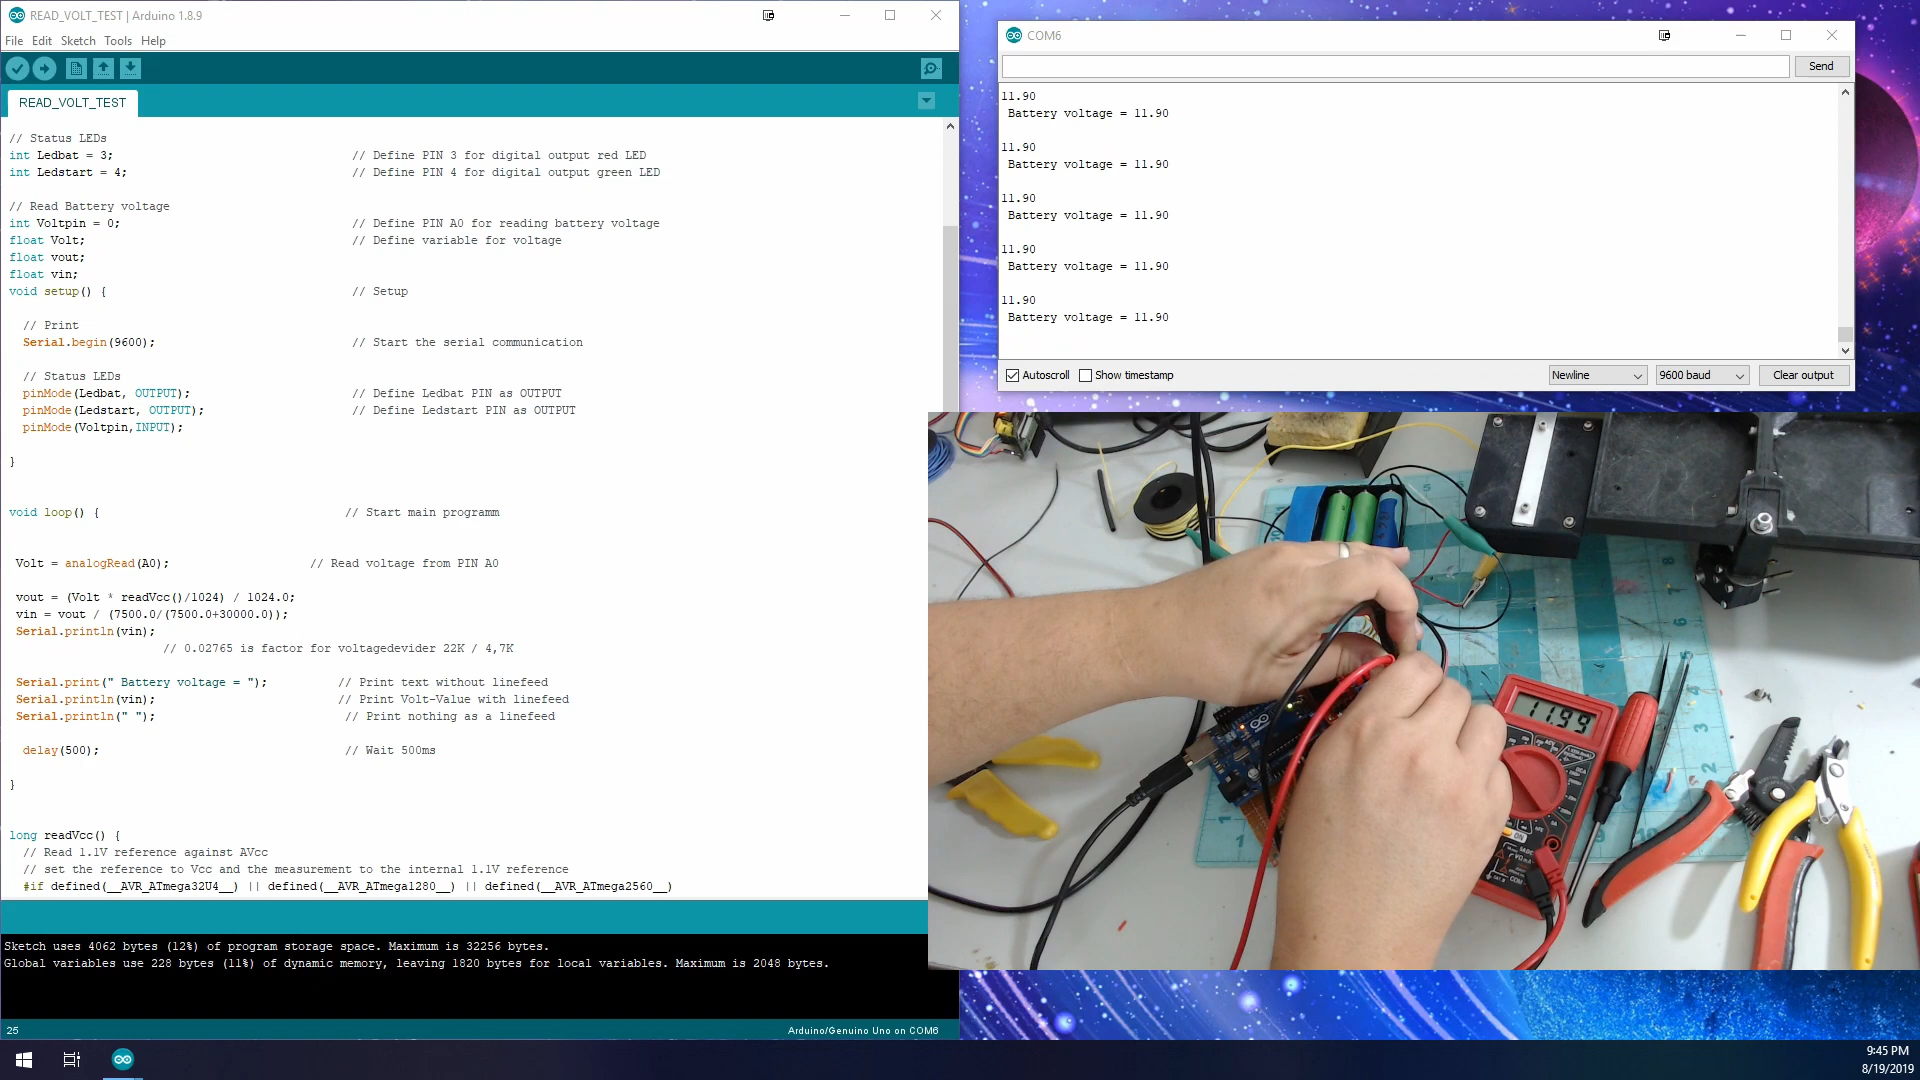 READ_VOLT_TEST | Arduino 1.8.9
File Edit Sketch Tools Help
READ_VOLT_TEST
// Status LEDs
int Ledbat = 3; // Define PIN 3 for digital output red LED
int Ledstart = 4; // Define PIN 4 for digital output green LED
// Read Battery voltage
int Voltpin = 0; // Define PIN A0 for reading battery voltage
float Volt; // Define variable for voltage
float vout;
float vin;
void setup() { // Setup
// Print
Serial.begin(9600); // Start the serial communication
// Status LEDs
pinMode(Ledbat, OUTPUT); // Define Ledbat PIN as OUTPUT
pinMode(Ledstart, OUTPUT); // Define Ledstart PIN as OUTPUT
pinMode(Voltpin,INPUT);
}
void loop() { // Start main programm
Volt = analogRead(A0); // Read voltage from PIN A0
vout = (Volt * readVcc()/1024) / 1024.0;
vin = vout / (7500.0/(7500.0+30000.0));
Serial.println(vin);
// 0.02765 is factor for voltagedevider 22K / 4,7K
Serial.print(" Battery voltage = "); // Print text without linefeed
Serial.println(vin); // Print Volt-Value with linefeed
Serial.println(" "); // Print nothing as a linefeed
delay(500); // Wait 500ms
}
long readVcc() {
// Read 1.1V reference against AVcc
// set the reference to Vcc and the measurement to the internal 1.1V reference
#if defined(__AVR_ATmega32U4__) || defined(__AVR_ATmega1280__) || defined(__AVR_ATmega2560__)
Sketch uses 4062 bytes (12%) of program storage space. Maximum is 32256 bytes.
Global variables use 228 bytes (11%) of dynamic memory, leaving 1820 bytes for local variables. Maximum is 2048 bytes.
25 Arduino/Genuino Uno on COM6
COM6
Send
11.90
Battery voltage = 11.90
11.90
Battery voltage = 11.90
11.90
Battery voltage = 11.90
11.90
Battery voltage = 11.90
11.90
Battery voltage = 11.90
Autoscroll Show timestamp Newline 9600 baud Clear output
11.99
9:45 PM
8/19/2019